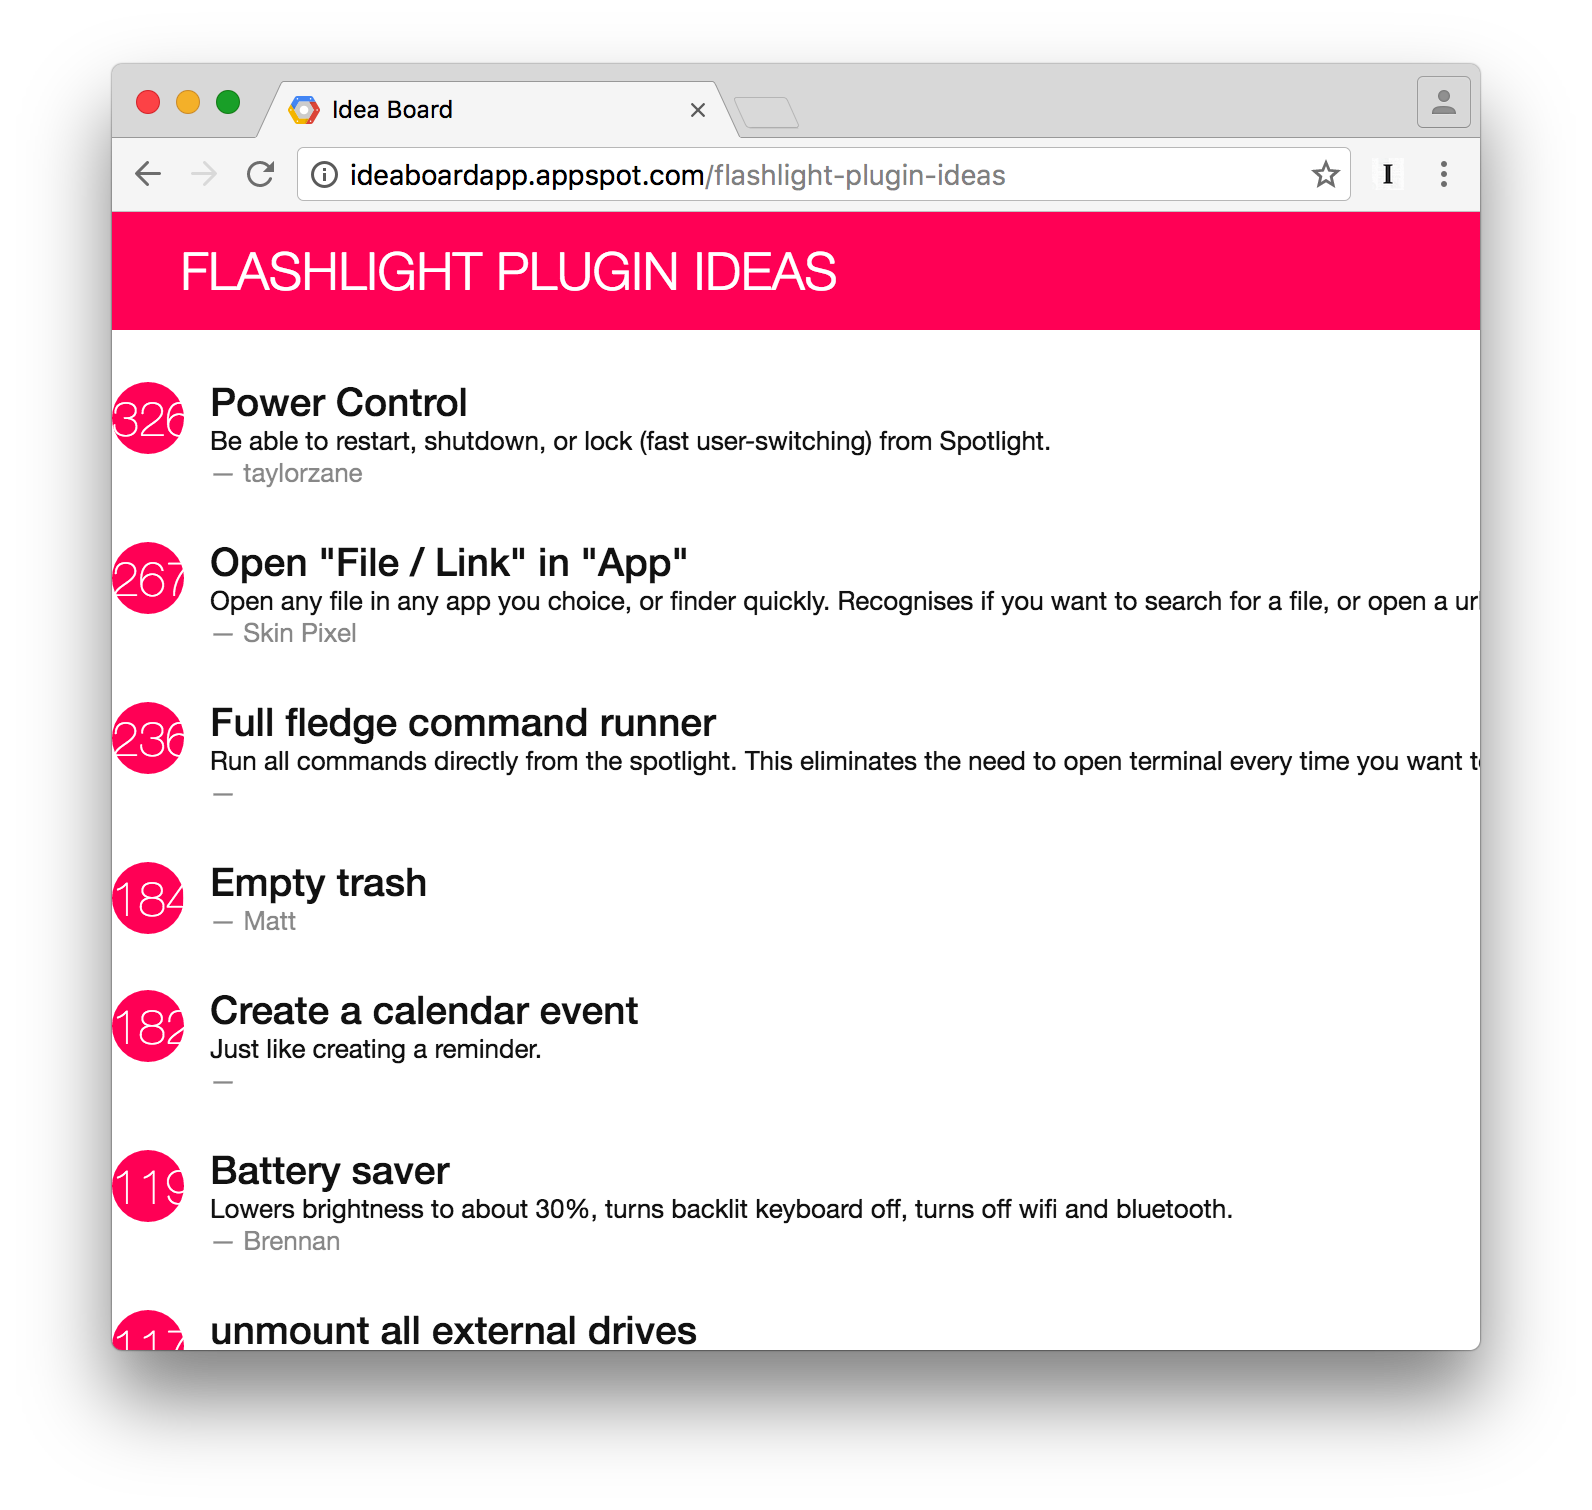 Idea Board
ideaboardapp.appspot.com/flashlight-plugin-ideas
FLASHLIGHT PLUGIN IDEAS
326
Power Control
Be able to restart, shutdown, or lock (fast user-switching) from Spotlight.
— taylorzane
267
Open "File / Link" in "App"
Open any file in any app you choice, or finder quickly. Recognises if you want to search for a file, or open a url
— Skin Pixel
236
Full fledge command runner
Run all commands directly from the spotlight. This eliminates the need to open terminal every time you want to
—
184
Empty trash
— Matt
182
Create a calendar event
Just like creating a reminder.
—
119
Battery saver
Lowers brightness to about 30%, turns backlit keyboard off, turns off wifi and bluetooth.
— Brennan
117
unmount all external drives